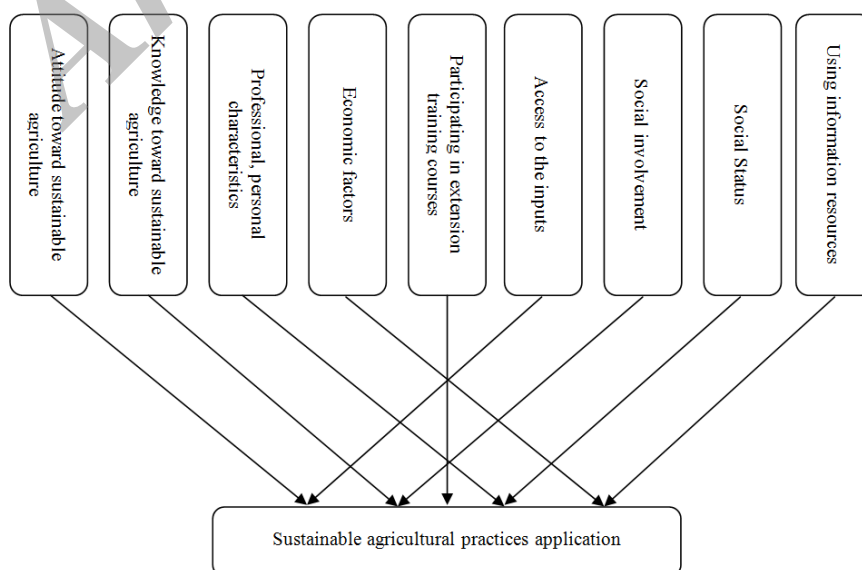 Attitude toward sustainable
agriculture
Knowledge toward sustainable
agriculture
Professional, personal
characteristics
Economic factors
Participating in extension
training courses
Access to the inputs
Social involvement
Social Status
Using information resources
Sustainable agricultural practices application